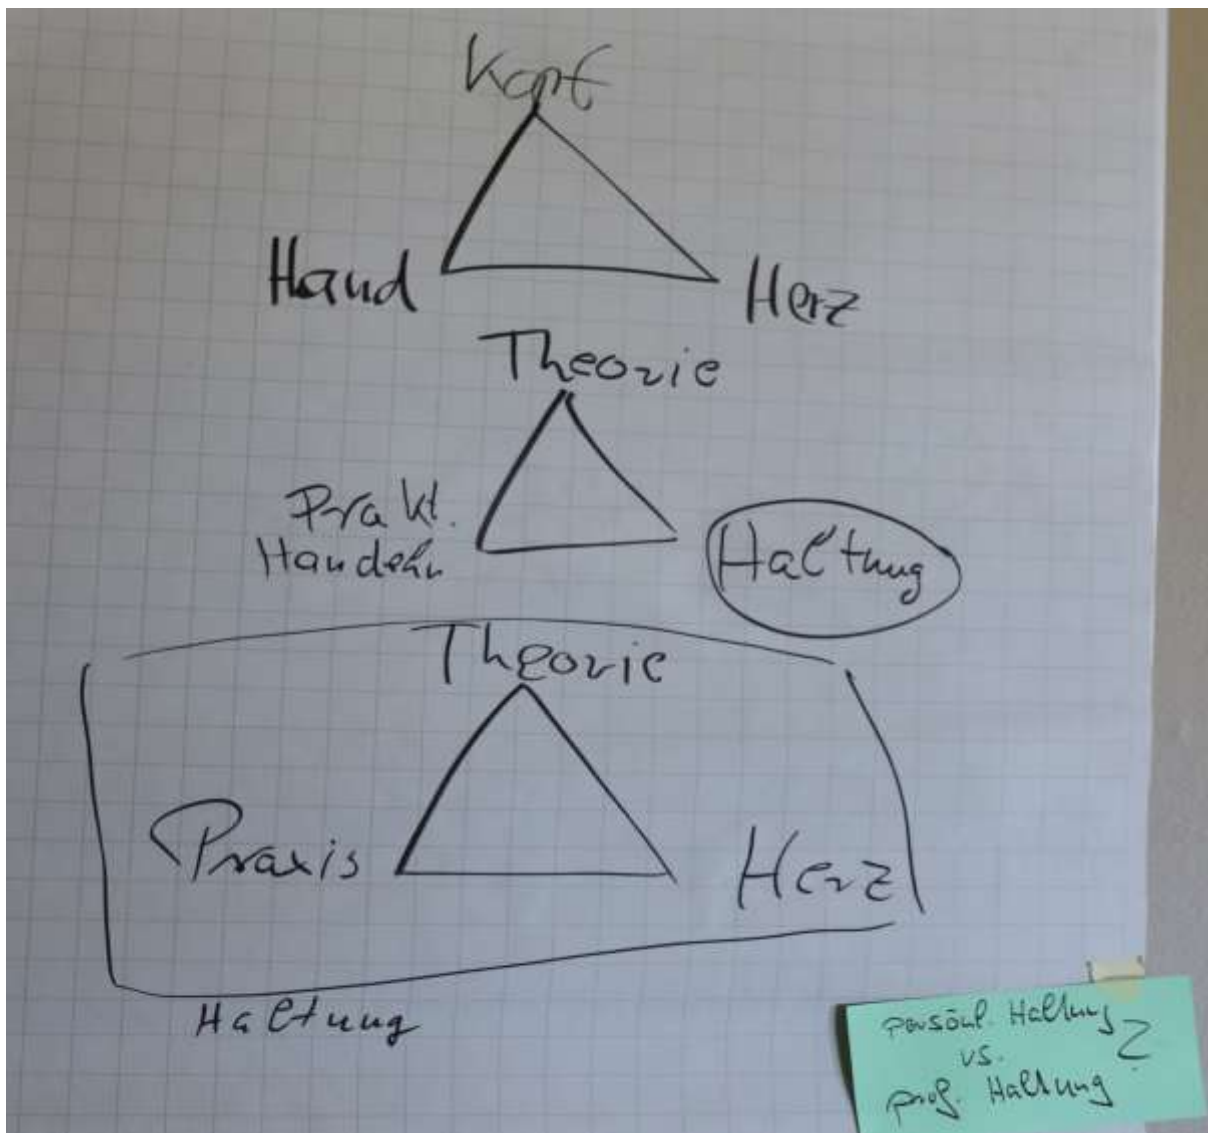 Kopf
Hand
Herz
Theorie
Prakt.
Handeln
Haltung
Theorie
Praxis
Herz
Haltung
persönl. Haltung ?
vs.
prof. Haltung